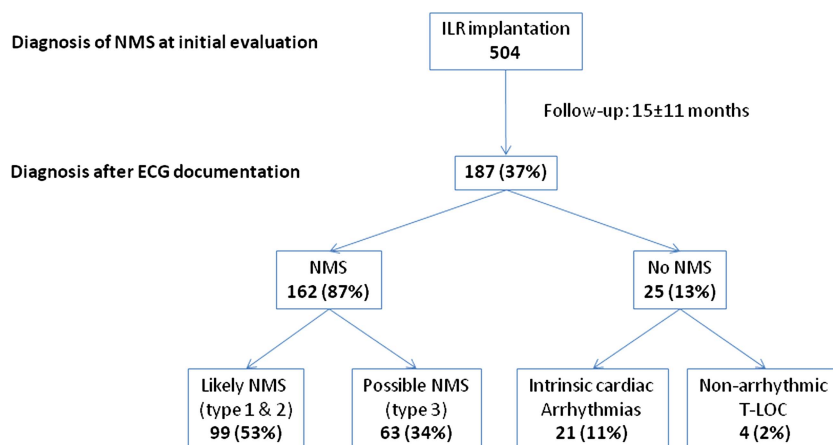 Diagnosis of NMS at initial evaluation
ILR implantation
504
Follow-up: 15±11 months
Diagnosis after ECG documentation
187 (37%)
NMS
162 (87%)
No NMS
25 (13%)
Likely NMS
(type 1 & 2)
99 (53%)
Possible NMS
(type 3)
63 (34%)
Intrinsic cardiac
Arrhythmias
21 (11%)
Non-arrhythmic
T-LOC
4 (2%)